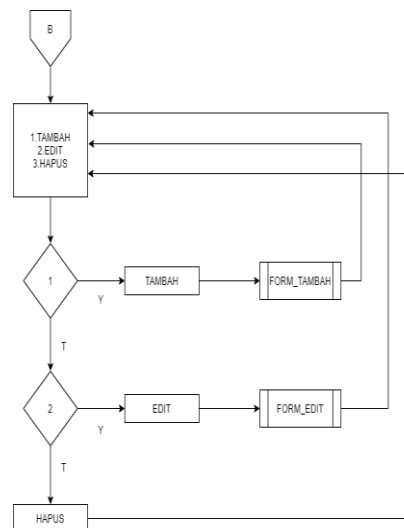 B
1.TAMBAH
2.EDIT
3.HAPUS
1
Y
TAMBAH
FORM_TAMBAH
T
2
Y
EDIT
FORM_EDIT
T
HAPUS